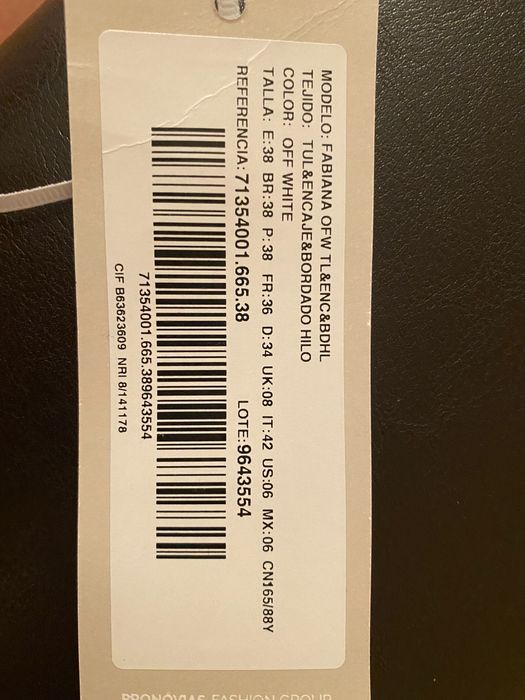 MODELO: FABIANA OFW TL&ENC&BDHL
TEJIDO: TUL&ENCAJE&BORDADO HILO
COLOR: OFF WHITE
TALLA: E:38 BR:38 P:38 FR:36 D:34 UK:08 IT:42 US:06 MX:06 CN165/88Y
REFERENCIA: 71354001.665.38 LOTE: 9643554
71354001.665.389643554
CIF B63623609 NRI 8/141178
PRONOVIAS FASHION GROUP